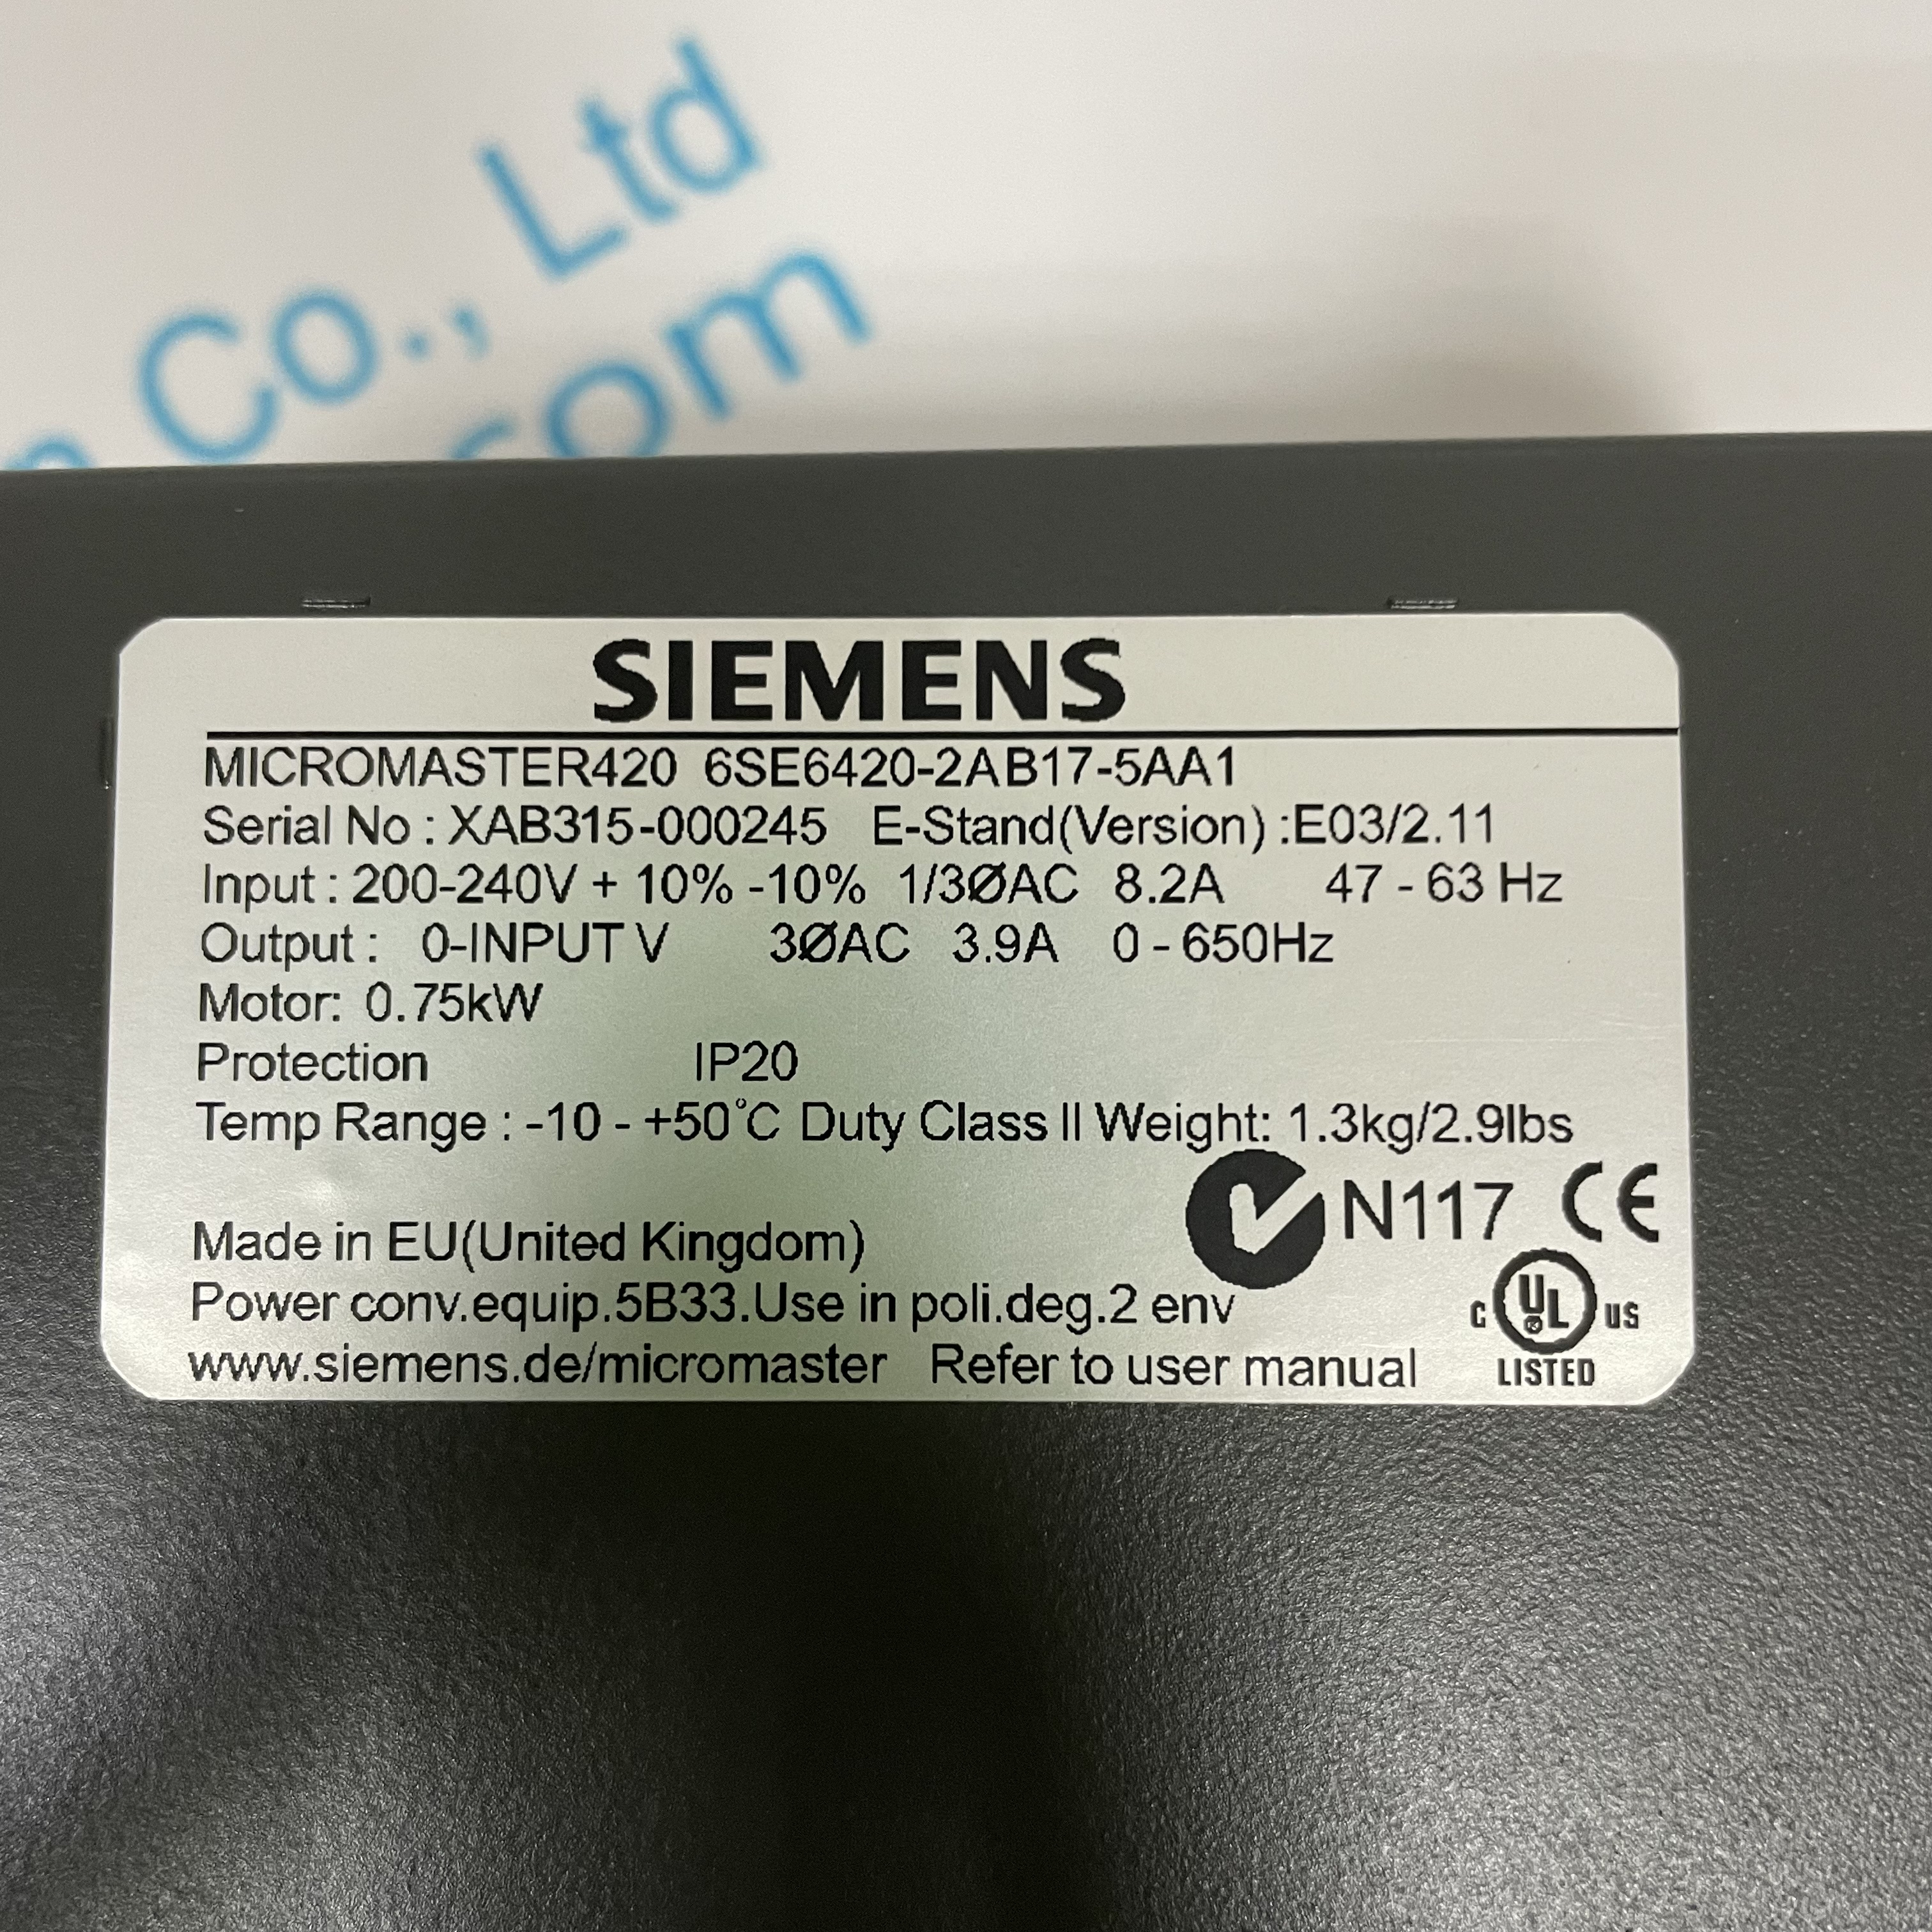 Co., Ltd
com
SIEMENS
MICROMASTER420 6SE6420-2AB17-5AA1
Serial No : XAB315-000245 E-Stand(Version) :E03/2.11
Input : 200-240V + 10% -10% 1/3ØAC 8.2A 47 - 63 Hz
Output : 0-INPUT V 3ØAC 3.9A 0 - 650Hz
Motor: 0.75kW
Protection IP20
Temp Range : -10 - +50°C Duty Class II Weight: 1.3kg/2.9lbs
N117 CE
Made in EU(United Kingdom)
Power conv.equip.5B33.Use in poli.deg.2 env
C UL US
www.siemens.de/micromaster Refer to user manual
LISTED